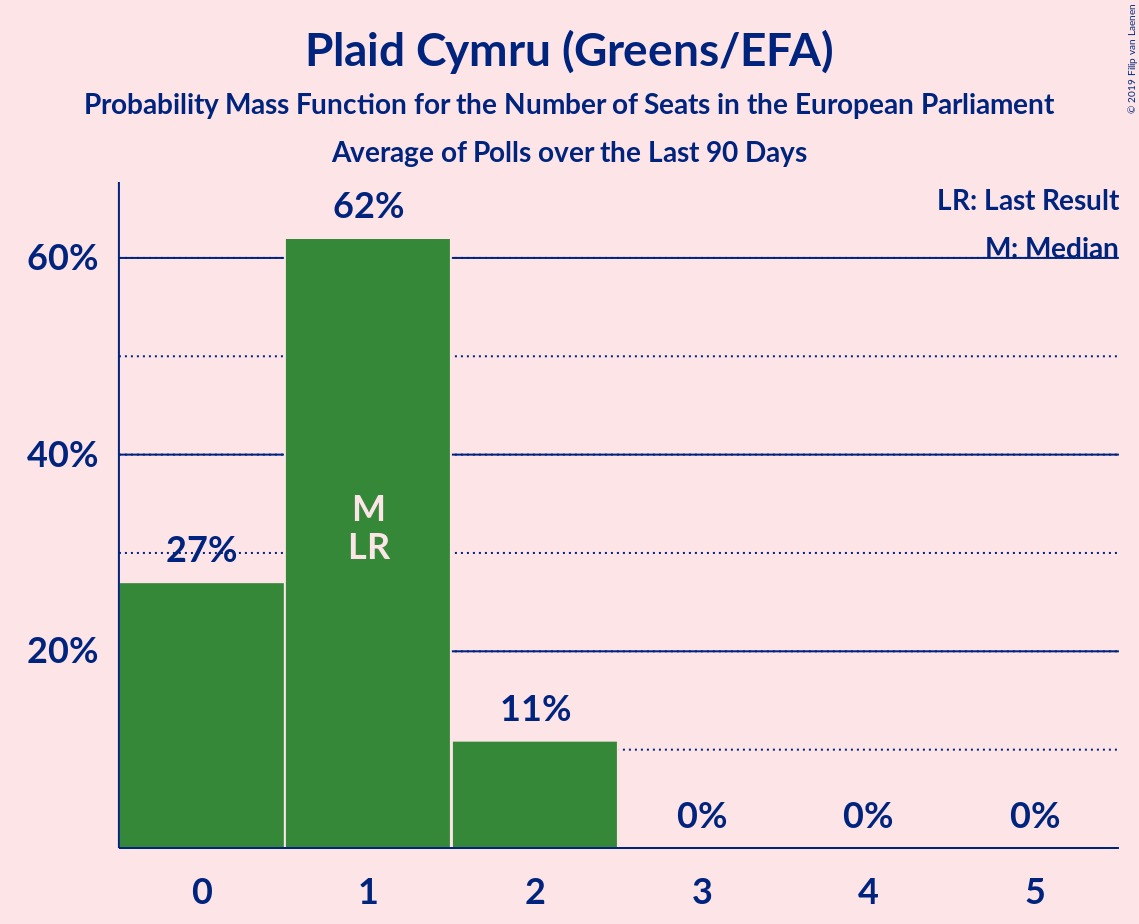 Plaid Cymru (Greens/EFA)
Probability Mass Function for the Number of Seats in the European Parliament
Average of Polls over the Last 90 Days
© 2019 Filip van Laenen
LR: Last Result
M: Median
62%
60%
40%
M
LR
27%
20%
11%
0% 0% 0%
0 1 2 3 4 5